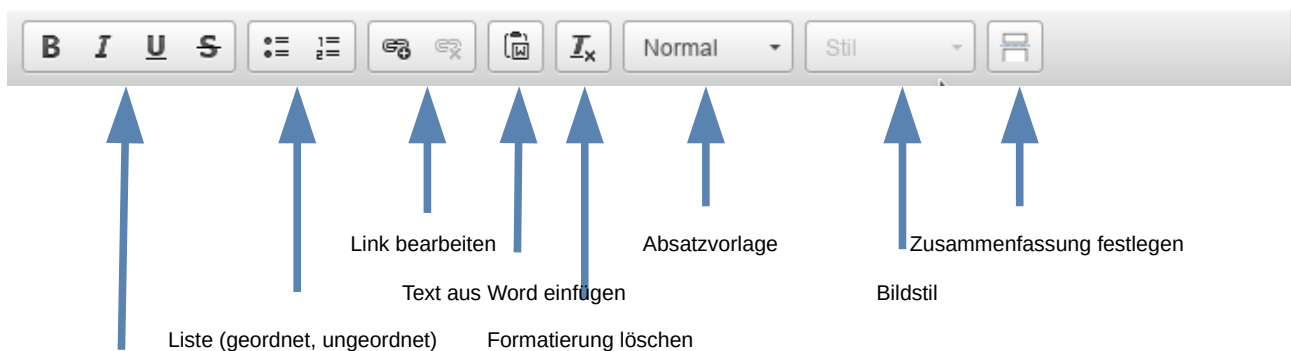 B I U S
Normal Stil
Link bearbeiten Absatzvorlage Zusammenfassung festlegen
Text aus Word einfügen Bildstil
Liste (geordnet, ungeordnet) Formatierung löschen